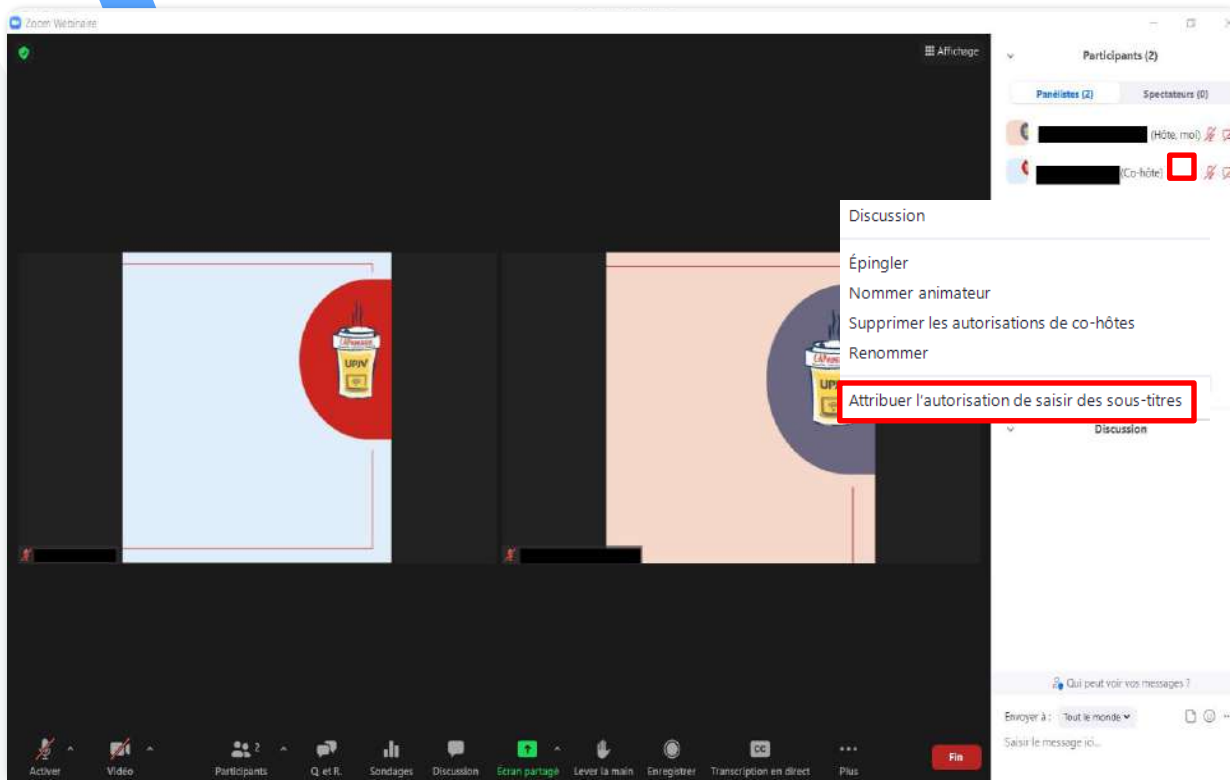 Zoom Webinaire
Affichage
Participants (2)
Panélistes (2)
Spectateurs (0)
(Hôte, moi)
(Co-hôte)
Discussion
Épingler
Nommer animateur
Supprimer les autorisations de co-hôtes
Renommer
Attribuer l'autorisation de saisir des sous-titres
UPJV
Discussion
Qui peut voir vos messages ?
Envoyer à : Tout le monde
Saisir le message ici...
Activer
Vidéo
Participants
2
Q. et R.
Sondages
Discussion
Écran partagé
Lever la main
Enregistrer
CC
Transcription en direct
Plus
Fin